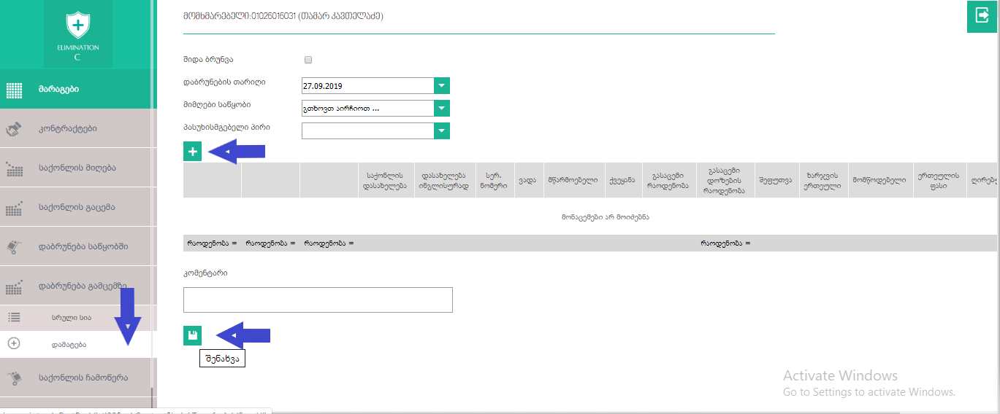 მომხმარებელი:01026016031 (თამარ კავთელაძე)
ELIMINATION
C
მარაგები
კონტრაქტები
საქონლის მიღება
საქონლის გაცემა
დაბრუნება საწყობში
დაბრუნება გამცემზე
სრული სია
დამატება
საქონლის ჩამოწერა
შიდა ბრუნვა
დაბრუნების თარიღი
27.09.2019
მიმღები საწყობი
გთხოვთ აირჩიოთ ...
პასუხისმგებელი პირი
საქონლის დასახელება
დასახელება ინგლისურად
სერ. ნომერი
ვადა
მწარმოებელი
ქვეყანა
გასაცემი რაოდენობა
გასაცემი დოზების რაოდენობა
შეფუთვა
ხარჯვის ერთეული
მომწოდებელი
ერთეულის ფასი
ღირებუ
მონაცემები არ მოიძებნა
რაოდენობა = რაოდენობა = რაოდენობა = რაოდენობა =
კომენტარი
შენახვა
Activate Windows
Go to Settings to activate Windows.